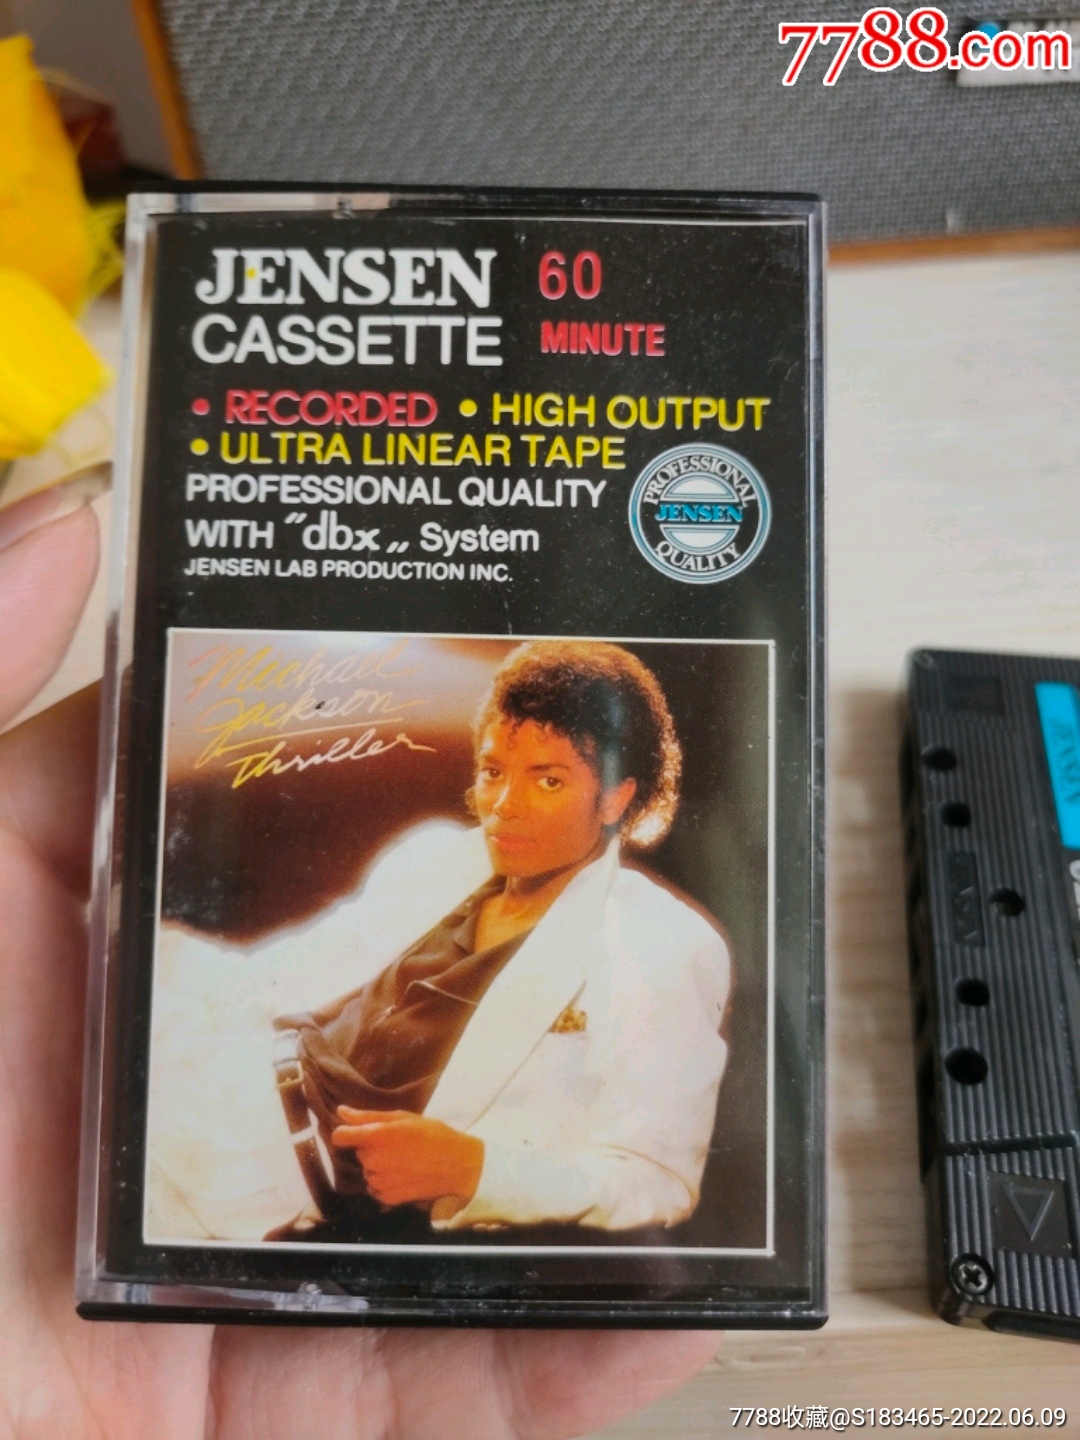 7788.com
JENSEN 60
CASSETTE MINUTE
• RECORDED • HIGH OUTPUT
• ULTRA LINEAR TAPE
PROFESSIONAL QUALITY
WITH "dbx„ System
JENSEN LAB PRODUCTION INC.
PROFESSIONAL
JENSEN
QUALITY
Michael
Jackson
Thriller
JENSEN
7788收藏@S183465-2022.06.09